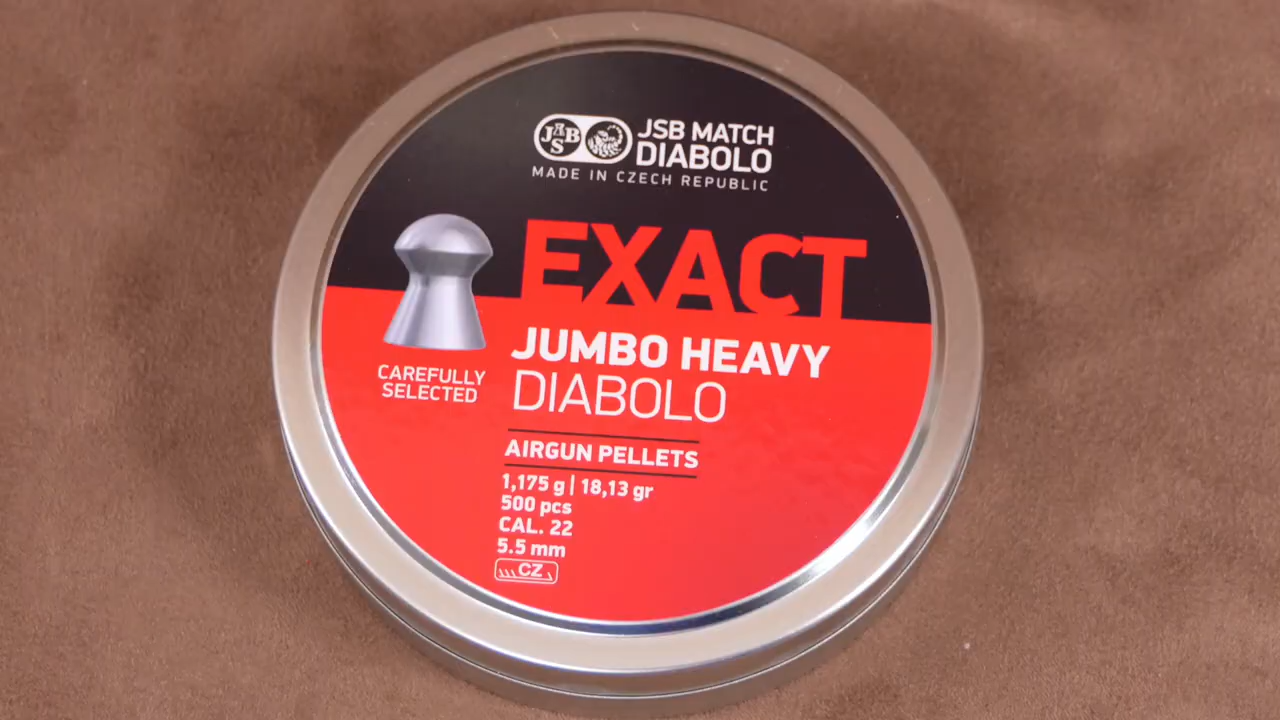 JSB
JSB MATCH
DIABOLO
MADE IN CZECH REPUBLIC
EXACT
JUMBO HEAVY
DIABOLO
CAREFULLY
SELECTED
AIRGUN PELLETS
1,175 g | 18,13 gr
500 pcs
CAL. 22
5.5 mm
CZ